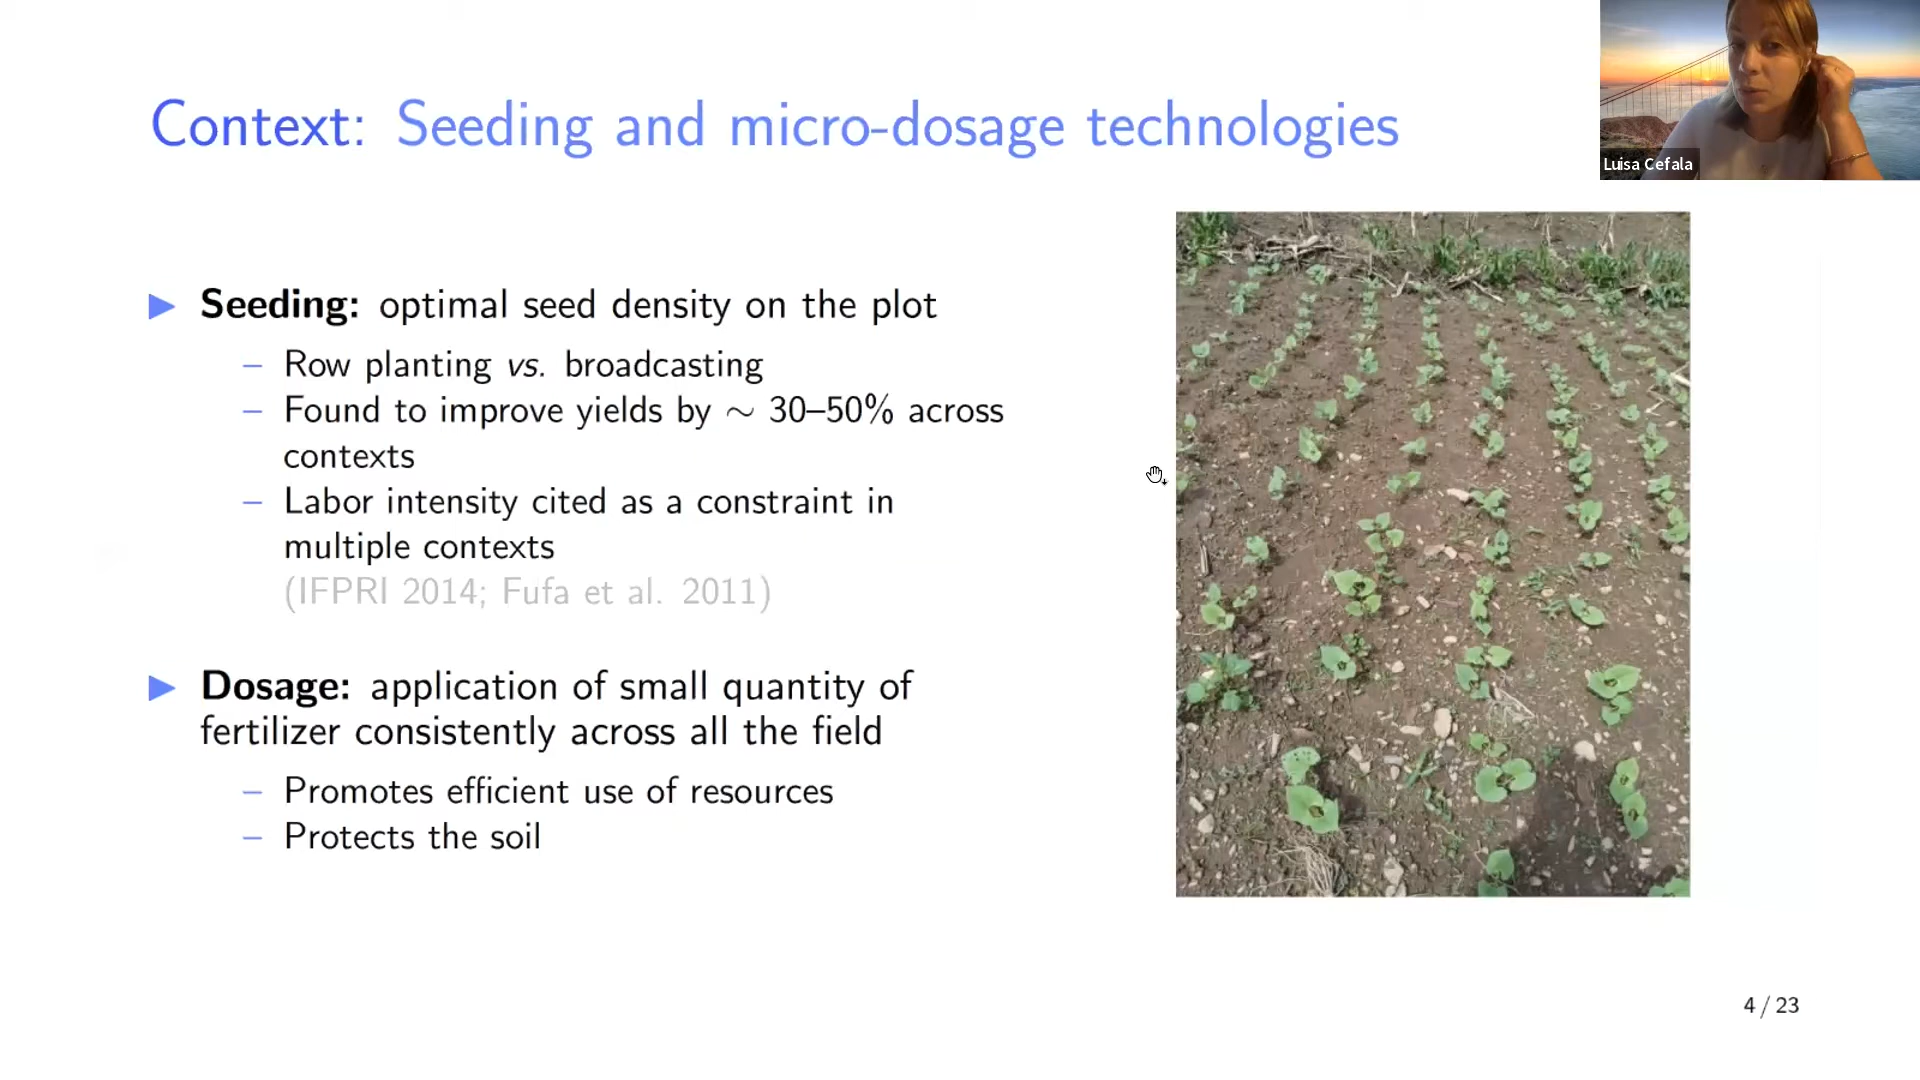 Context: Seeding and micro-dosage technologies
Luisa Cefala
▶ Seeding: optimal seed density on the plot
– Row planting vs. broadcasting
– Found to improve yields by ∼ 30–50% across
contexts
– Labor intensity cited as a constraint in
multiple contexts
(IFPRI 2014; Fufa et al. 2011)
▶ Dosage: application of small quantity of
fertilizer consistently across all the field
– Promotes efficient use of resources
– Protects the soil
4 / 23